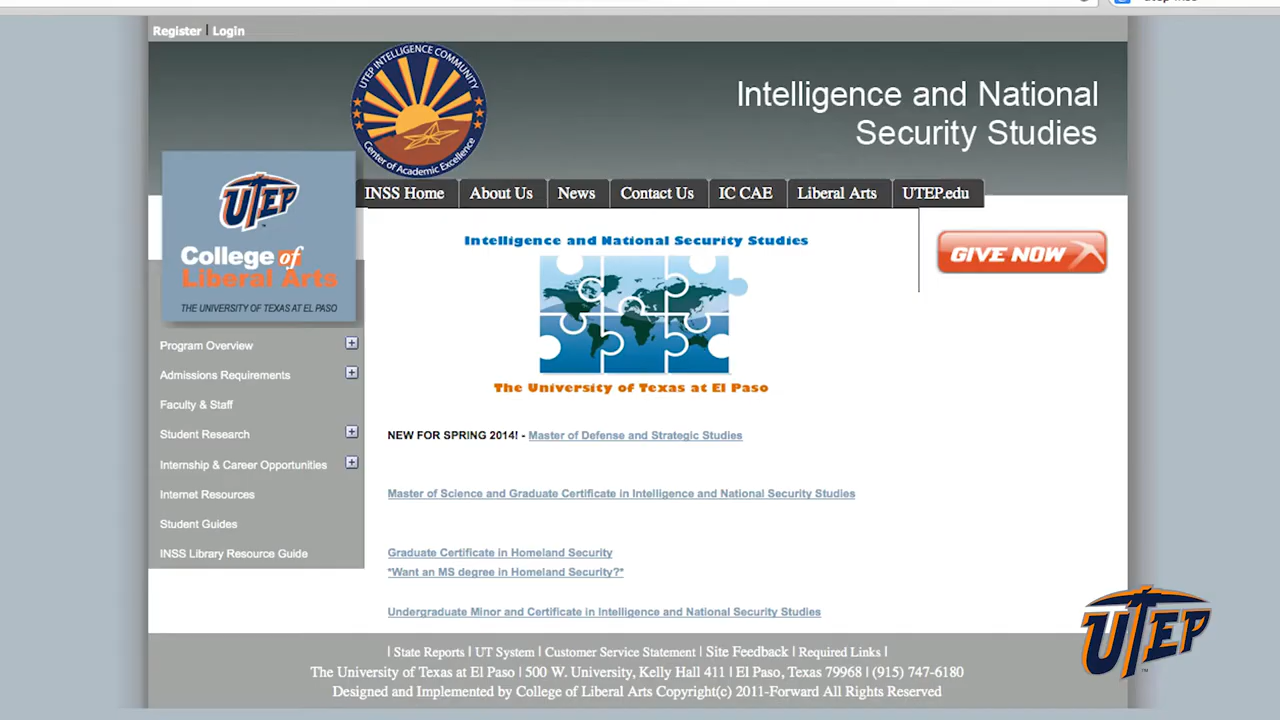 Register | Login
UTEP INTELLIGENCE COMMUNITY
Center of Academic Excellence
Intelligence and National
Security Studies
UTEP
College of
Liberal Arts
THE UNIVERSITY OF TEXAS AT EL PASO
INSS Home
About Us
News
Contact Us
IC CAE
Liberal Arts
UTEP.edu
Program Overview
Admissions Requirements
Faculty & Staff
Student Research
Internship & Career Opportunities
Internet Resources
Student Guides
INSS Library Resource Guide
Intelligence and National Security Studies
The University of Texas at El Paso
GIVE NOW
NEW FOR SPRING 2014! - Master of Defense and Strategic Studies
Master of Science and Graduate Certificate in Intelligence and National Security Studies
Graduate Certificate in Homeland Security
*Want an MS degree in Homeland Security?*
Undergraduate Minor and Certificate in Intelligence and National Security Studies
| State Reports | UT System | Customer Service Statement | Site Feedback | Required Links |
The University of Texas at El Paso | 500 W. University, Kelly Hall 411 | El Paso, Texas 79968 | (915) 747-6180
Designed and Implemented by College of Liberal Arts Copyright(c) 2011-Forward All Rights Reserved
UTEP